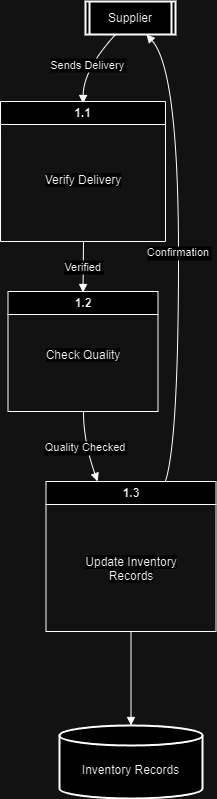 Supplier
Sends Delivery
1.1
Verify Delivery
Confirmation
Verified
1.2
Check Quality
Quality Checked
1.3
Update Inventory
Records
Inventory Records